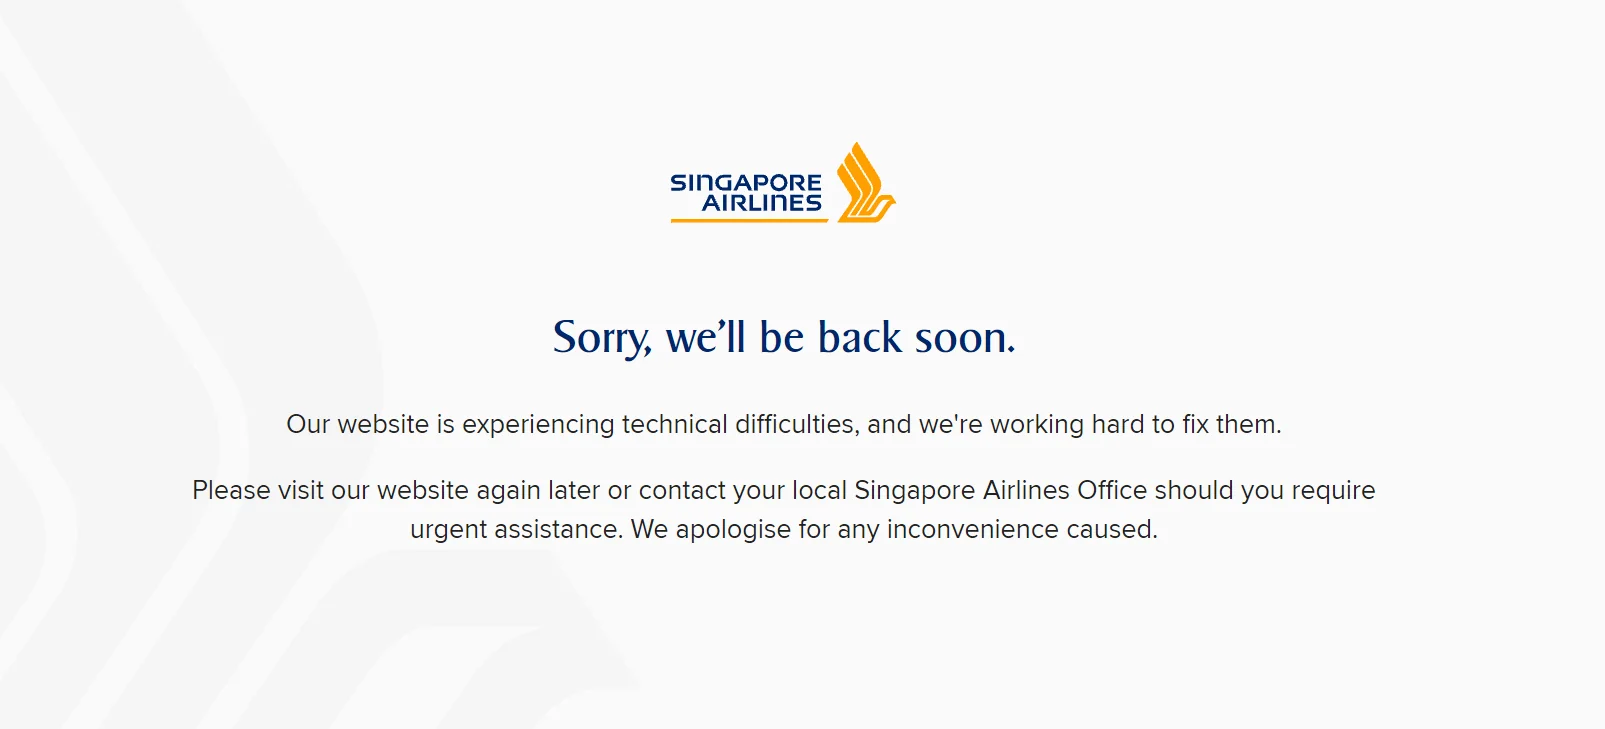 SINGAPORE
AIRLINES
Sorry, we’ll be back soon.
Our website is experiencing technical difficulties, and we're working hard to fix them.
Please visit our website again later or contact your local Singapore Airlines Office should you require
urgent assistance. We apologise for any inconvenience caused.